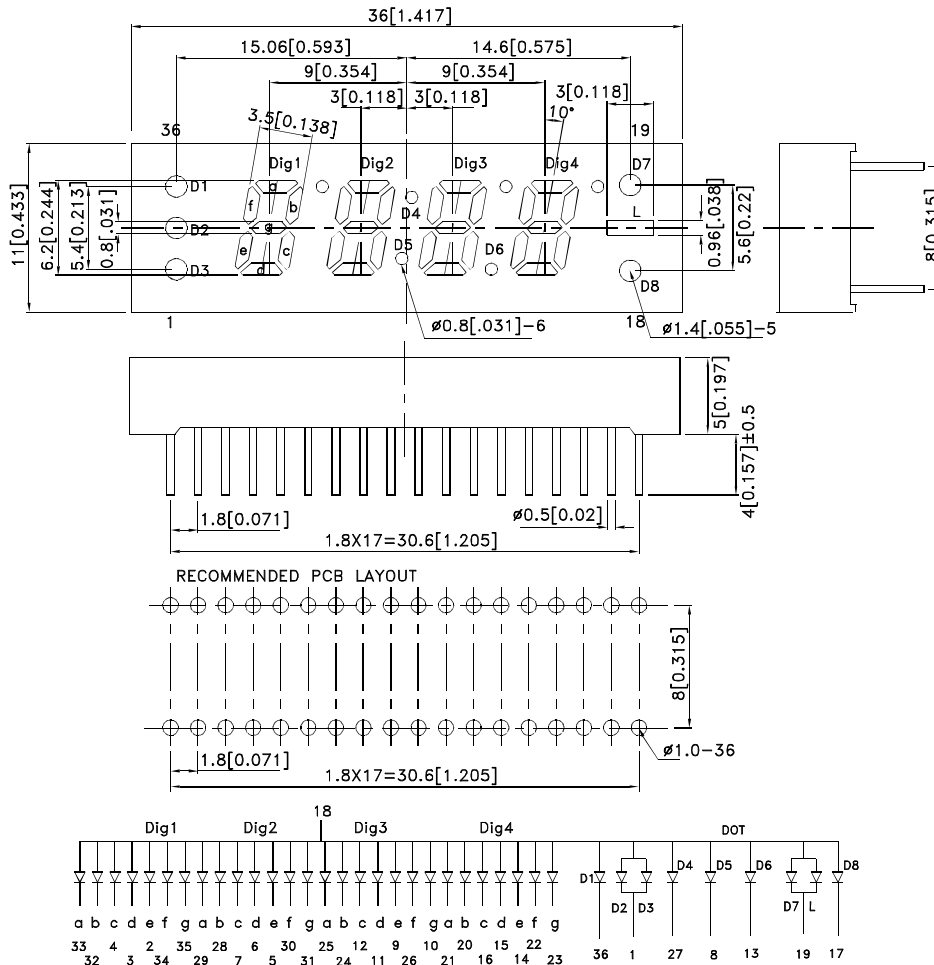 36[1.417]
15.06[0.593]
14.6[0.575]
9[0.354]
9[0.354]
3[0.118]
3[0.118]
3[0.118]
3.5[0.138]
10°
36
19
Dig1
Dig2
Dig3
Dig4
D7
D1
a
f
b
D4
L
D2
g
D5
D6
e
c
D3
d
D8
11[0.433]
6.2[0.244]
5.4[0.213]
0.8[.031]
0.96[.038]
5.6[0.22]
8[0.315]
1
ø0.8[.031]-6
18
ø1.4[.055]-5
5[0.197]
4[0.157]±0.5
1.8[0.071]
ø0.5[0.02]
1.8X17=30.6[1.205]
RECOMMENDED PCB LAYOUT
8[0.315]
1.8[0.071]
ø1.0-36
1.8X17=30.6[1.205]
18
Dig1 Dig2 Dig3 Dig4 DOT
D1 D2 D3 D4 D5 D6 D7 L D8
a b c d e f g a b c d e f g a b c d e f g a b c d e f g
33 32 4 3 2 34 35 29 28 7 6 5 30 31 25 24 12 11 9 26 10 21 20 16 15 14 22 23 36 1 27 8 13 19 17